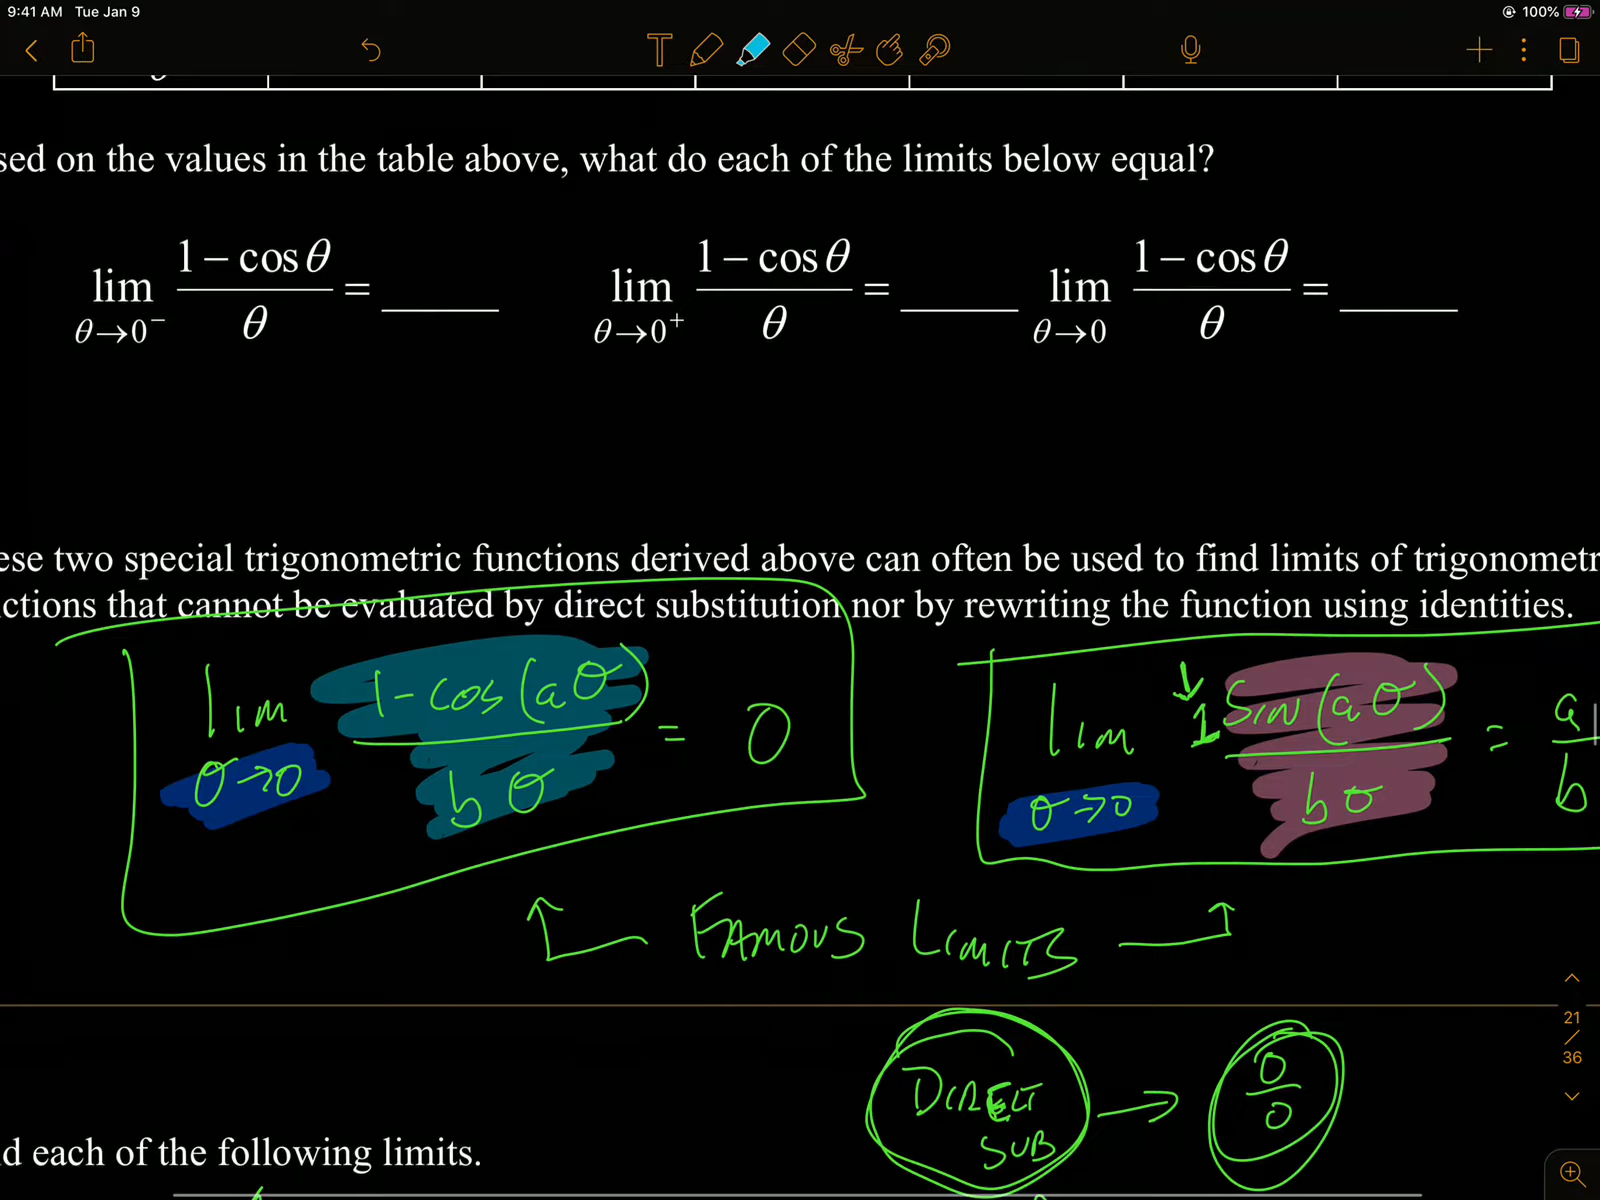 9:41 AM Tue Jan 9 100%
sed on the values in the table above, what do each of the limits below equal?
lim θ→0⁻ (1 − cos θ)/θ = ______ lim θ→0⁺ (1 − cos θ)/θ = ______ lim θ→0 (1 − cos θ)/θ = ______
ese two special trigonometric functions derived above can often be used to find limits of trigonometr
ctions that cannot be evaluated by direct substitution nor by rewriting the function using identities.
lim θ→0 (1 - cos(aθ))/(bθ) = 0 lim θ→0 ↓ 1 sin(aθ)/(bθ) = a/b
FAMOUS LIMITS
21
/
36
DIRECT SUB → 0/0
d each of the following limits.